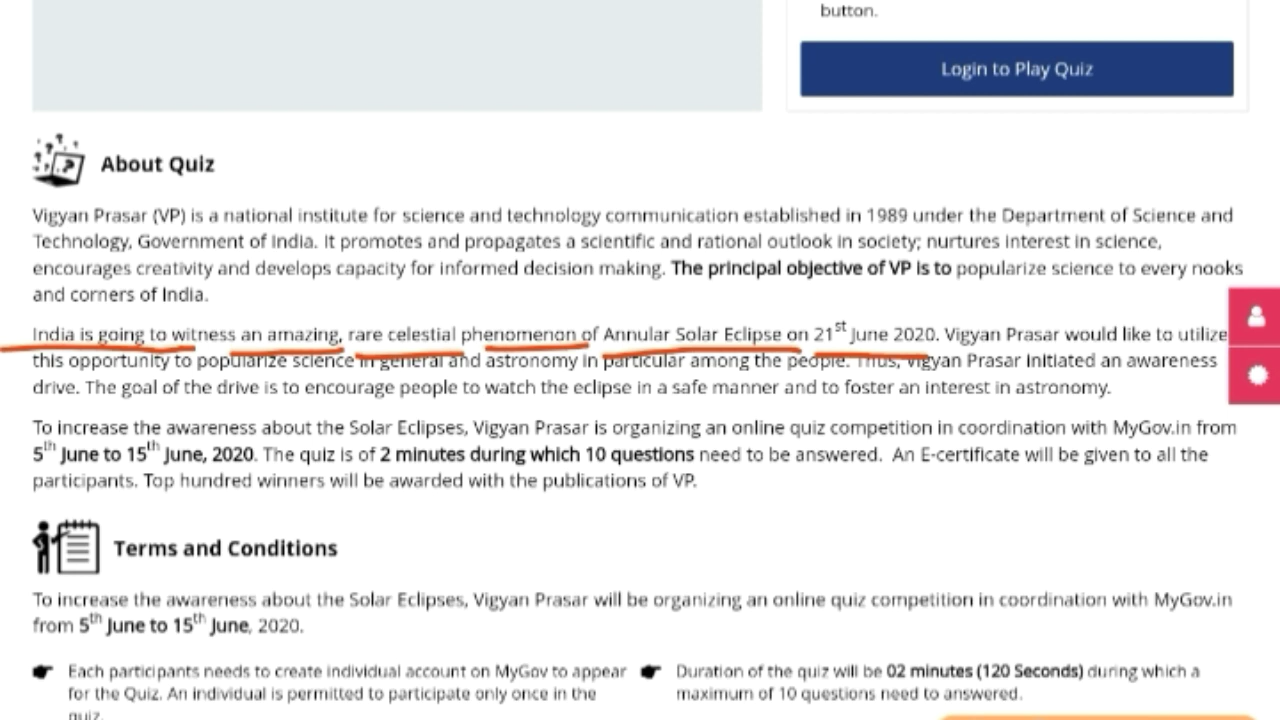 button.
Login to Play Quiz
About Quiz
Vigyan Prasar (VP) is a national institute for science and technology communication established in 1989 under the Department of Science and
Technology, Government of India. It promotes and propagates a scientific and rational outlook in society; nurtures interest in science,
encourages creativity and develops capacity for informed decision making. The principal objective of VP is to popularize science to every nooks
and corners of India.
India is going to witness an amazing, rare celestial phenomenon of Annular Solar Eclipse on 21st June 2020. Vigyan Prasar would like to utilize
this opportunity to popularize science in general and astronomy in particular among the people. Thus, Vigyan Prasar initiated an awareness
drive. The goal of the drive is to encourage people to watch the eclipse in a safe manner and to foster an interest in astronomy.
To increase the awareness about the Solar Eclipses, Vigyan Prasar is organizing an online quiz competition in coordination with MyGov.in from
5th June to 15th June, 2020. The quiz is of 2 minutes during which 10 questions need to be answered. An E-certificate will be given to all the
participants. Top hundred winners will be awarded with the publications of VP.
Terms and Conditions
To increase the awareness about the Solar Eclipses, Vigyan Prasar will be organizing an online quiz competition in coordination with MyGov.in
from 5th June to 15th June, 2020.
Each participants needs to create individual account on MyGov to appear
for the Quiz. An individual is permitted to participate only once in the
quiz.
Duration of the quiz will be 02 minutes (120 Seconds) during which a
maximum of 10 questions need to answered.